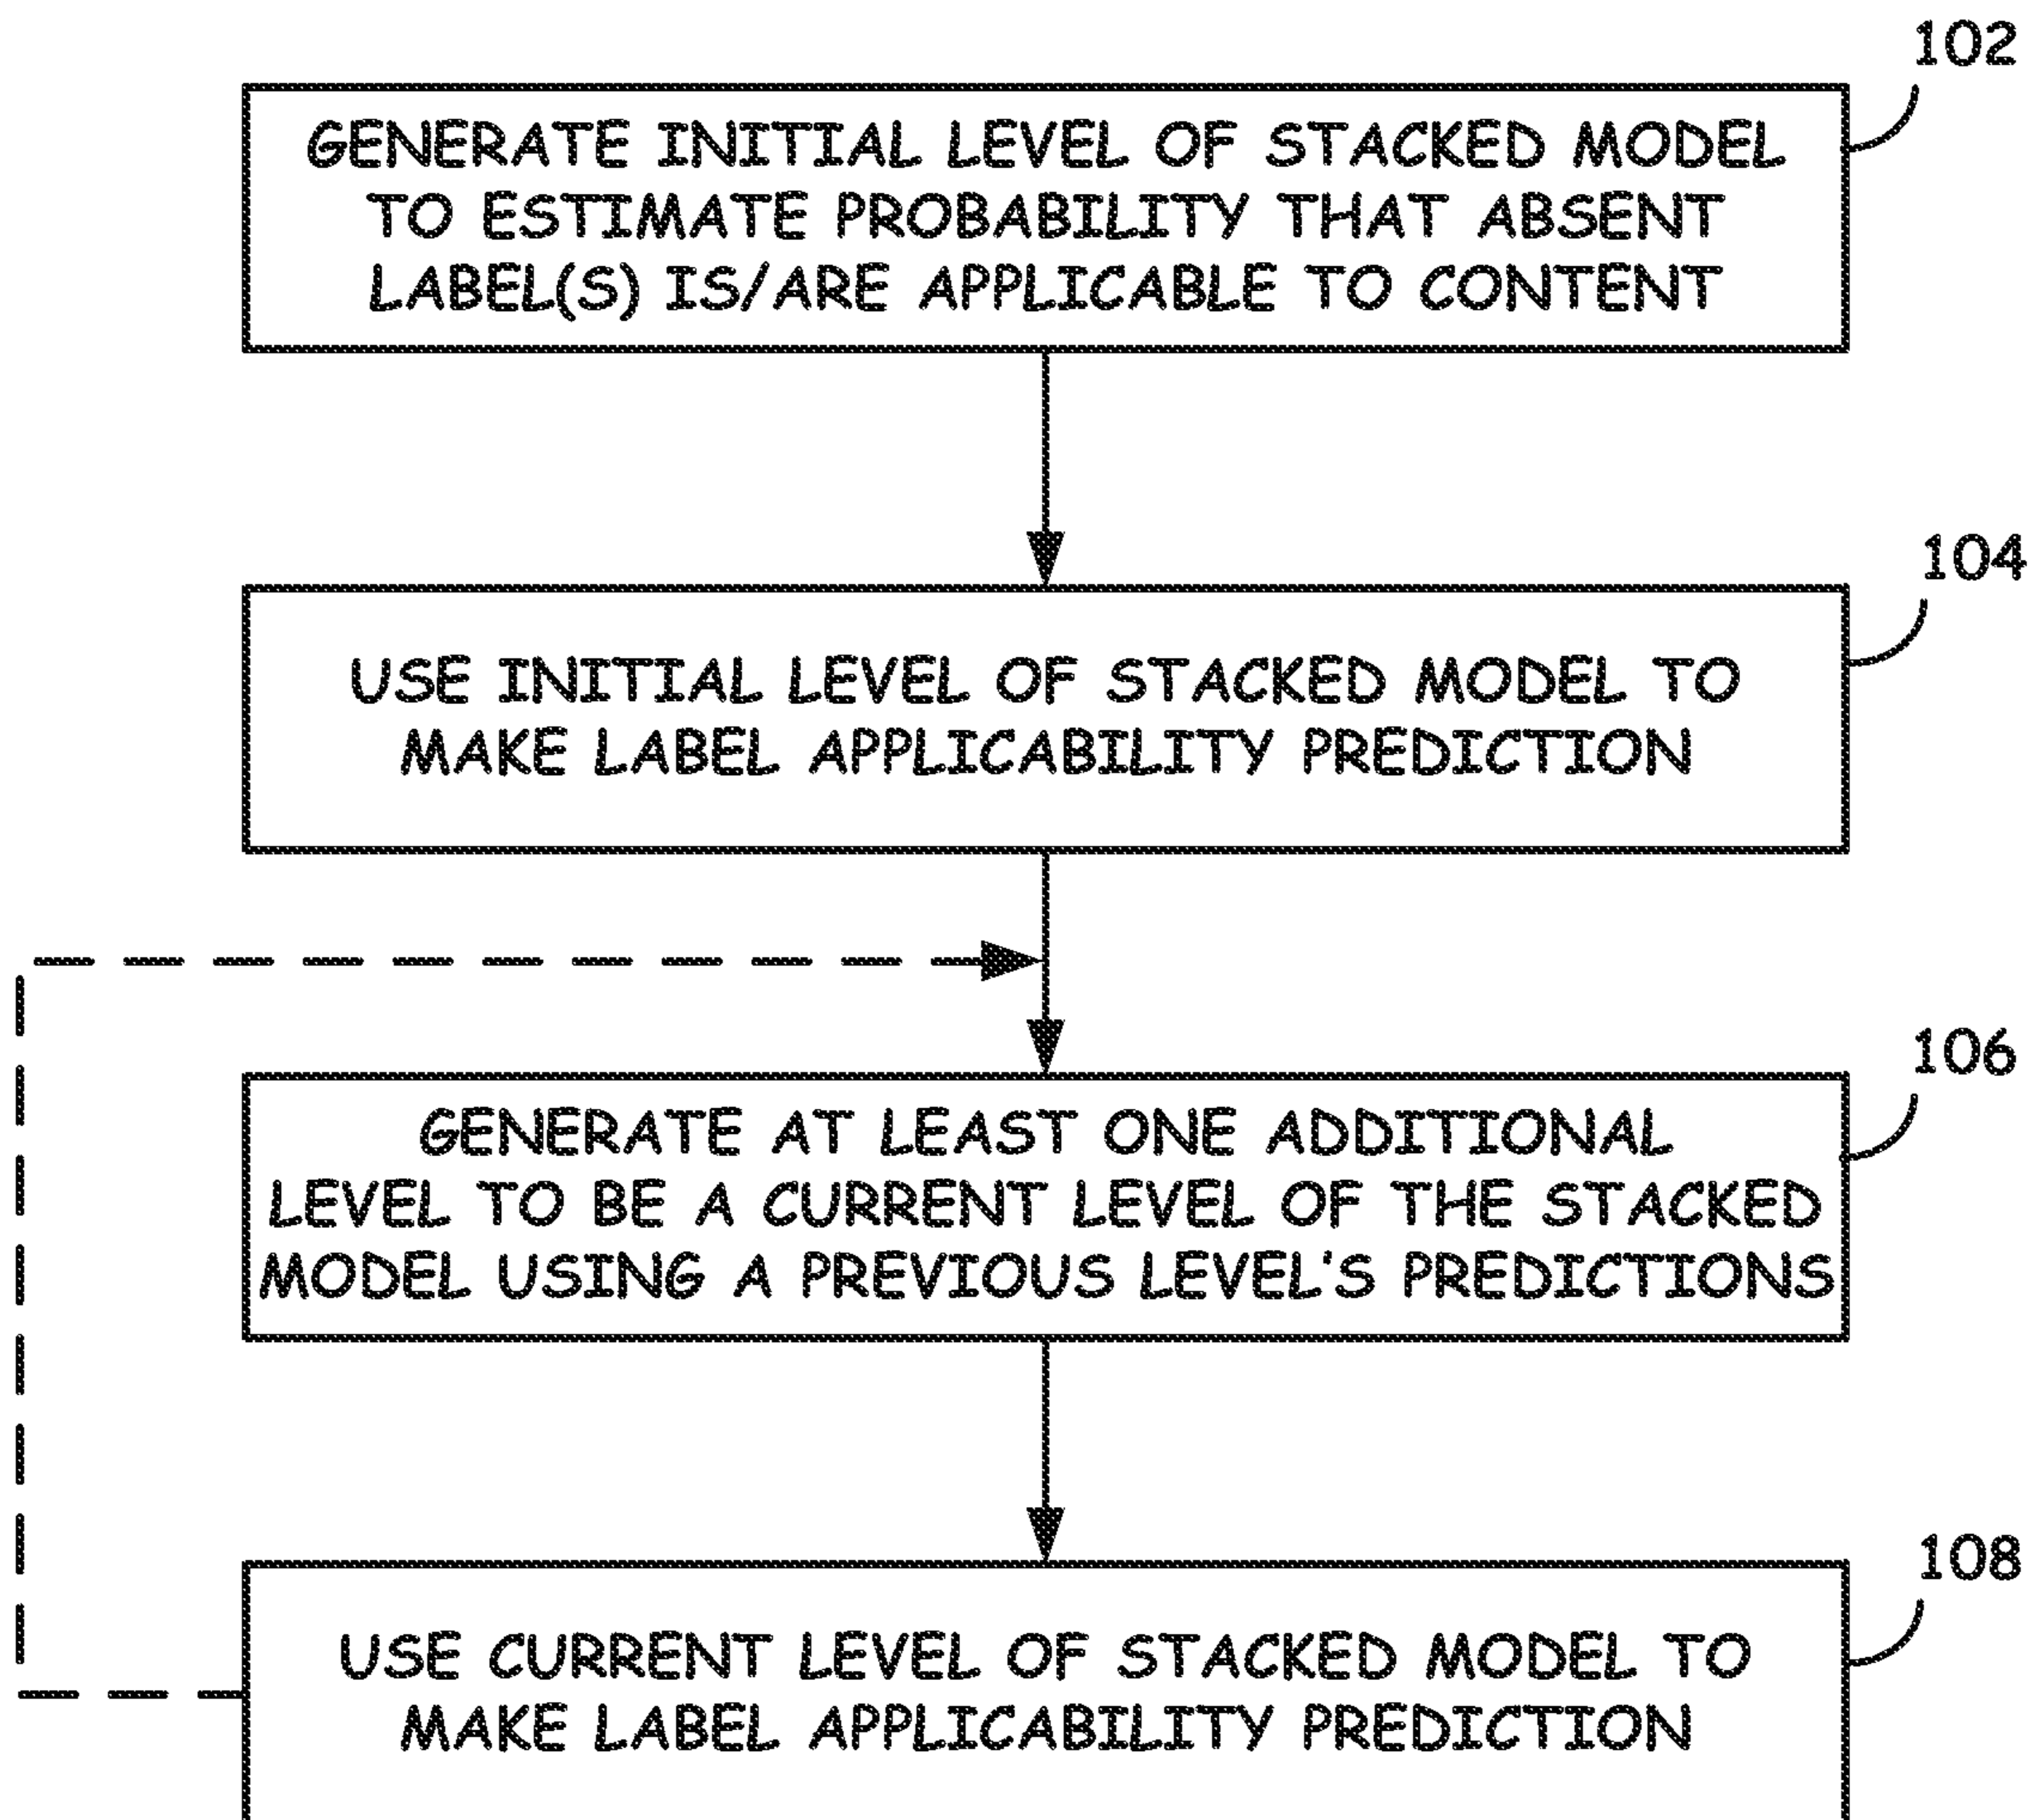 102
GENERATE INITIAL LEVEL OF STACKED MODEL
TO ESTIMATE PROBABILITY THAT ABSENT
LABEL(S) IS/ARE APPLICABLE TO CONTENT
104
USE INITIAL LEVEL OF STACKED MODEL TO
MAKE LABEL APPLICABILITY PREDICTION
106
GENERATE AT LEAST ONE ADDITIONAL
LEVEL TO BE A CURRENT LEVEL OF THE STACKED
MODEL USING A PREVIOUS LEVEL'S PREDICTIONS
108
USE CURRENT LEVEL OF STACKED MODEL TO
MAKE LABEL APPLICABILITY PREDICTION